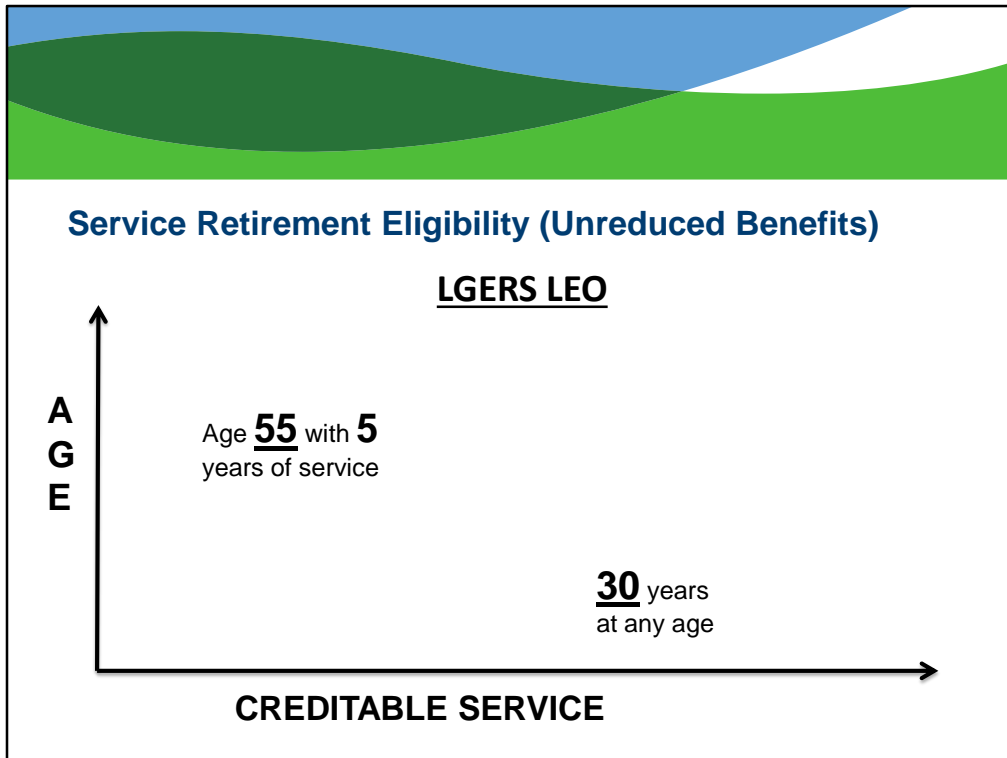 Service Retirement Eligibility (Unreduced Benefits)
LGERS LEO
A
G
E
Age 55 with 5
years of service
30 years
at any age
CREDITABLE SERVICE